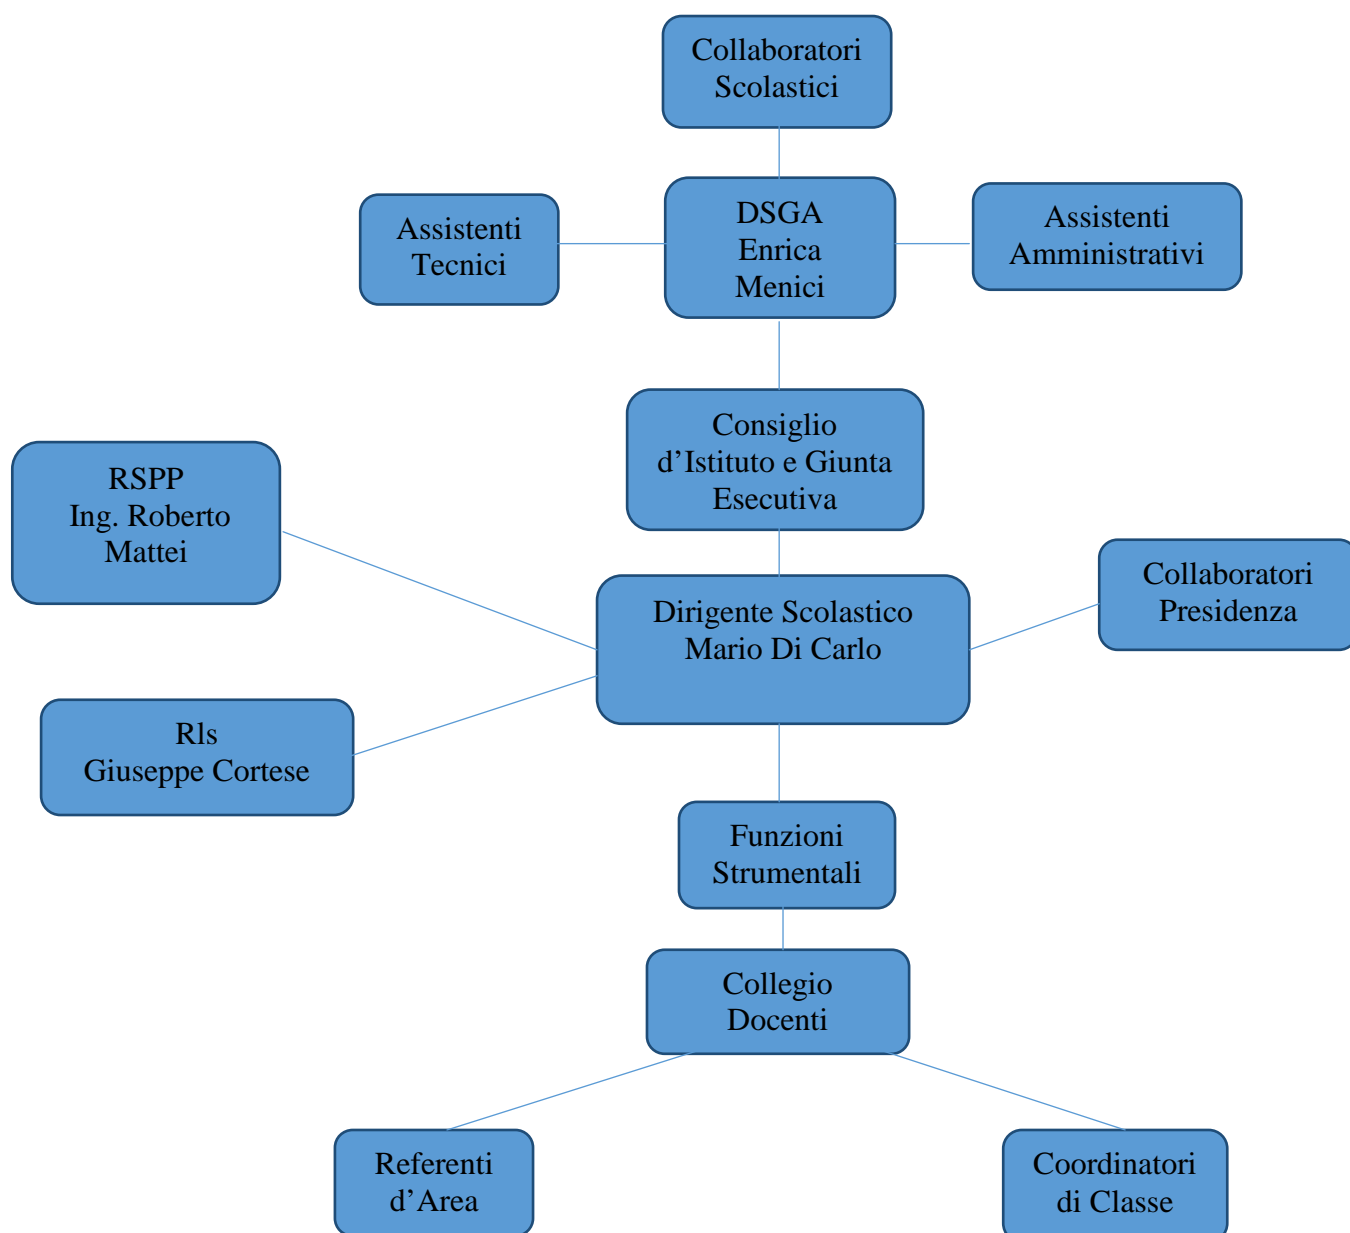 Collaboratori
Scolastici
Assistenti
Tecnici
DSGA
Enrica
Menici
Assistenti
Amministrativi
Consiglio
d’Istituto e Giunta
Esecutiva
RSPP
Ing. Roberto
Mattei
Collaboratori
Presidenza
Dirigente Scolastico
Mario Di Carlo
Rls
Giuseppe Cortese
Funzioni
Strumentali
Collegio
Docenti
Referenti
d’Area
Coordinatori
di Classe